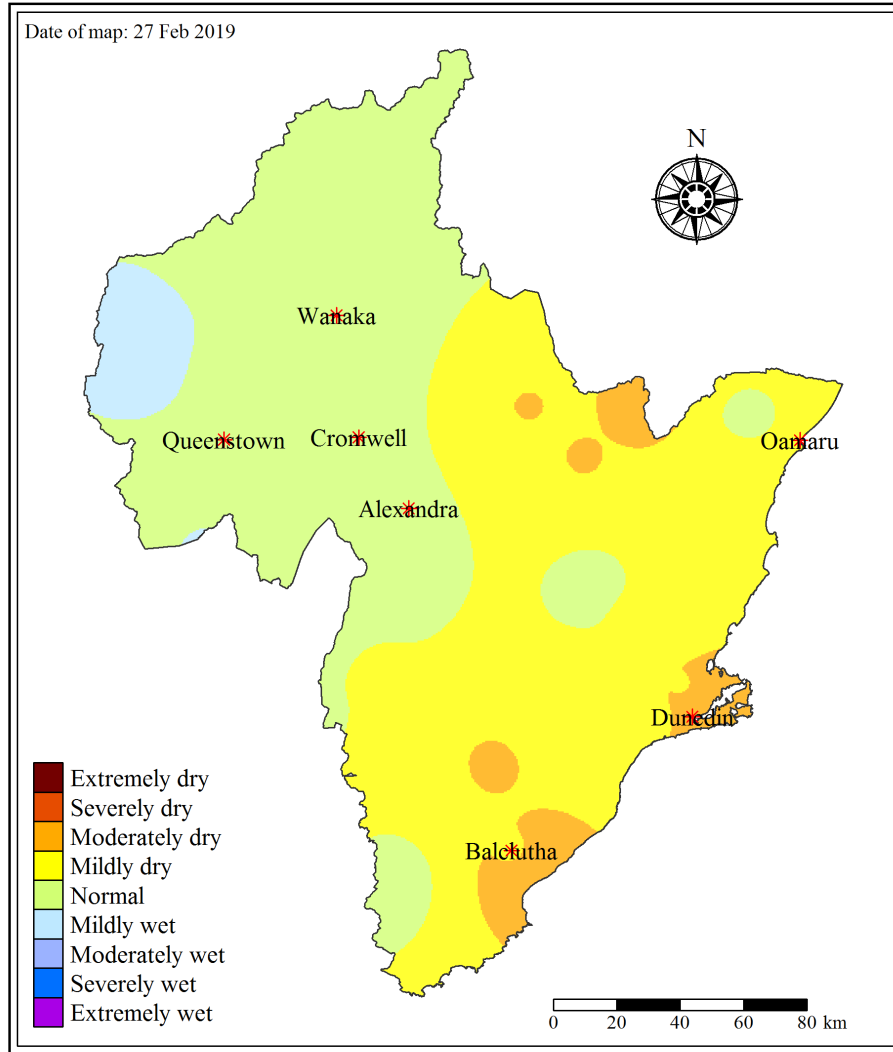 Date of map: 27 Feb 2019
N
Wanaka
Queenstown
Cromwell
Alexandra
Oamaru
Dunedin
Balclutha
Extremely dry
Severely dry
Moderately dry
Mildly dry
Normal
Mildly wet
Moderately wet
Severely wet
Extremely wet
0 20 40 60 80 km